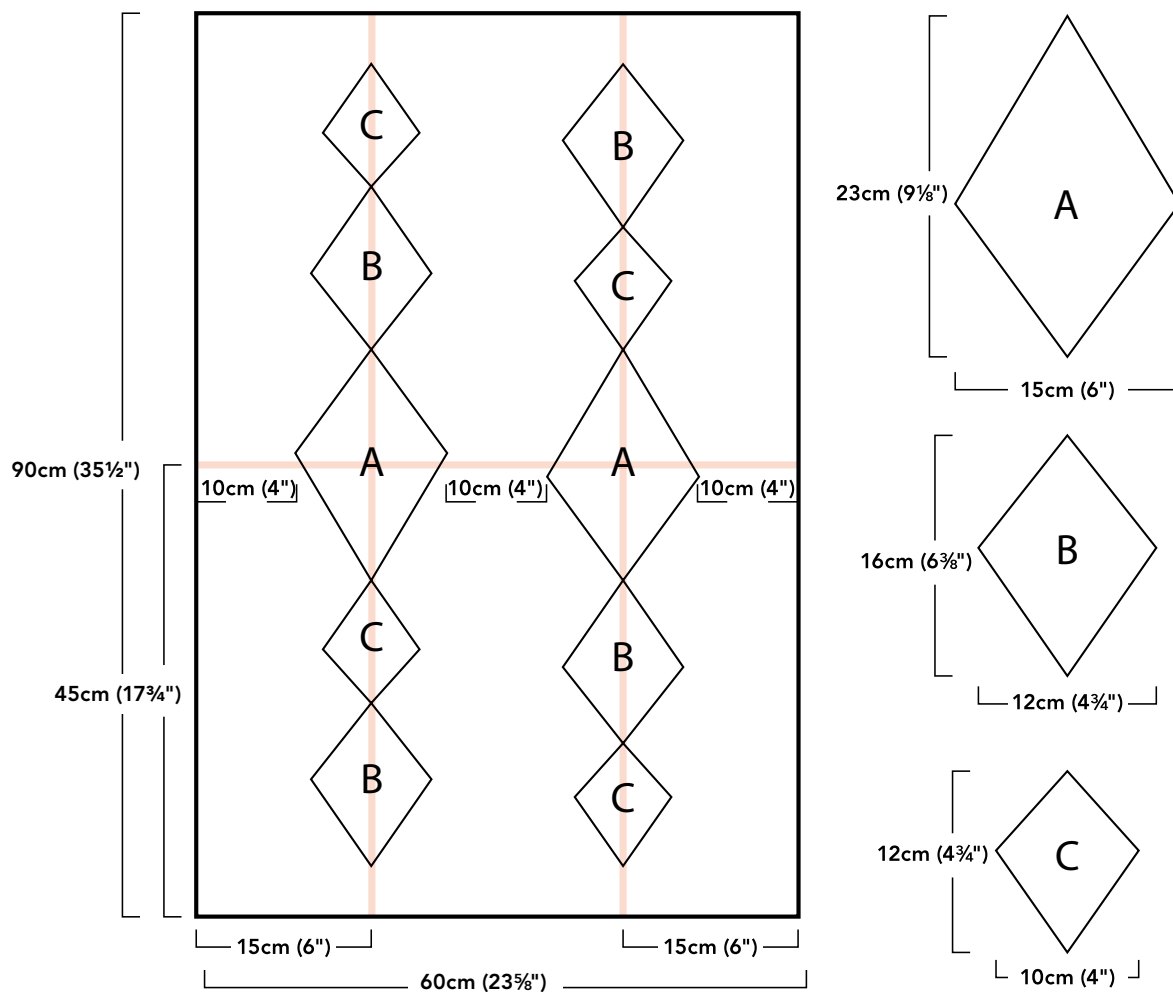 C
B
B
C
A
A
90cm (35½")
10cm (4")
10cm (4")
10cm (4")
C
B
45cm (17¾")
B
C
15cm (6")
15cm (6")
60cm (23⅝")
23cm (9⅛")
A
15cm (6")
16cm (6⅜")
B
12cm (4¾")
12cm (4¾")
C
10cm (4")